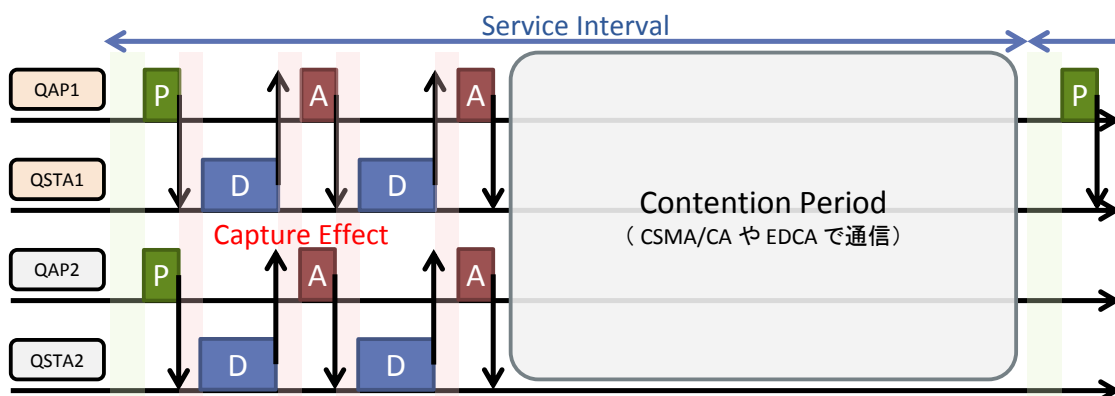 Service Interval
QAP1
P
A
A
P
QSTA1
D
D
Contention Period
（ CSMA/CA や EDCA で通信）
Capture Effect
QAP2
P
A
A
QSTA2
D
D